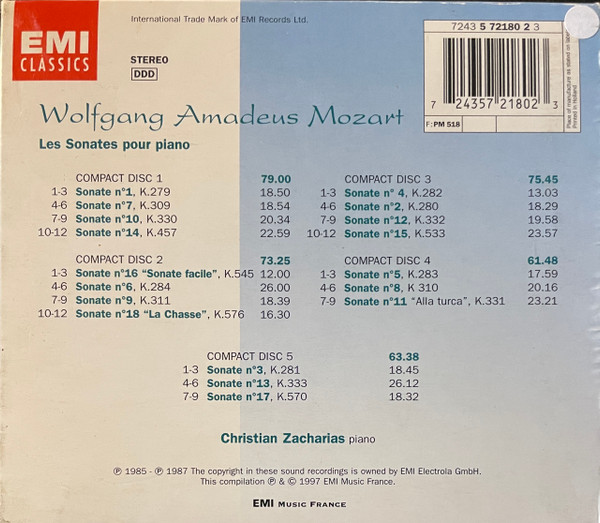 International Trade Mark of EMI Records Ltd.
EMI
CLASSICS
STEREO
DDD
7243 5 72180 2 3
7 24357 21802 3
F: PM 518
Place of manufacture as stated on label
Printed in Holland
Wolfgang Amadeus Mozart
Les Sonates pour piano
COMPACT DISC 1 79.00
1-3 Sonate n°1, K.279 18.50
4-6 Sonate n°7, K.309 18.54
7-9 Sonate n°10, K.330 20.34
10-12 Sonate n°14, K.457 22.59
COMPACT DISC 2 73.25
1-3 Sonate n°16 “Sonate facile”, K.545 12.00
4-6 Sonate n°6, K.284 26.00
7-9 Sonate n°9, K.311 18.39
10-12 Sonate n°18 “La Chasse”, K.576 16.30
COMPACT DISC 3 75.45
1-3 Sonate n° 4, K.282 13.03
4-6 Sonate n°2, K.280 18.29
7-9 Sonate n°12, K.332 19.58
10-12 Sonate n°15, K.533 23.57
COMPACT DISC 4 61.48
1-3 Sonate n°5, K.283 17.59
4-6 Sonate n°8, K 310 20.16
7-9 Sonate n°11 “Alla turca”, K.331 23.21
COMPACT DISC 5 63.38
1-3 Sonate n°3, K.281 18.45
4-6 Sonate n°13, K.333 26.12
7-9 Sonate n°17, K.570 18.32
Christian Zacharias piano
℗ 1985 - ℗ 1987 The copyright in these sound recordings is owned by EMI Electrola GmbH.
This compilation ℗ & © 1997 EMI Music France.
EMI MUSIC FRANCE